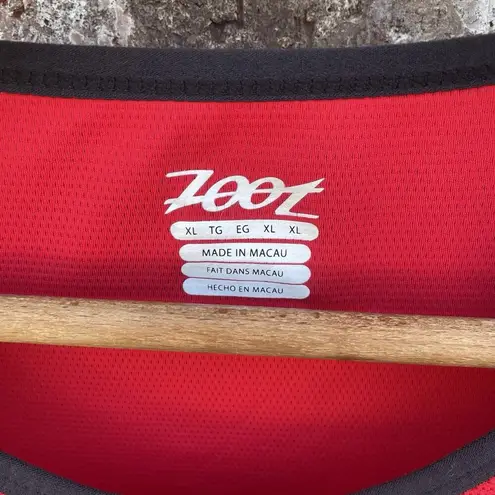 ZOOT
XL TG EG XL XL
MADE IN MACAU
FAIT DANS MACAU
HECHO EN MACAU